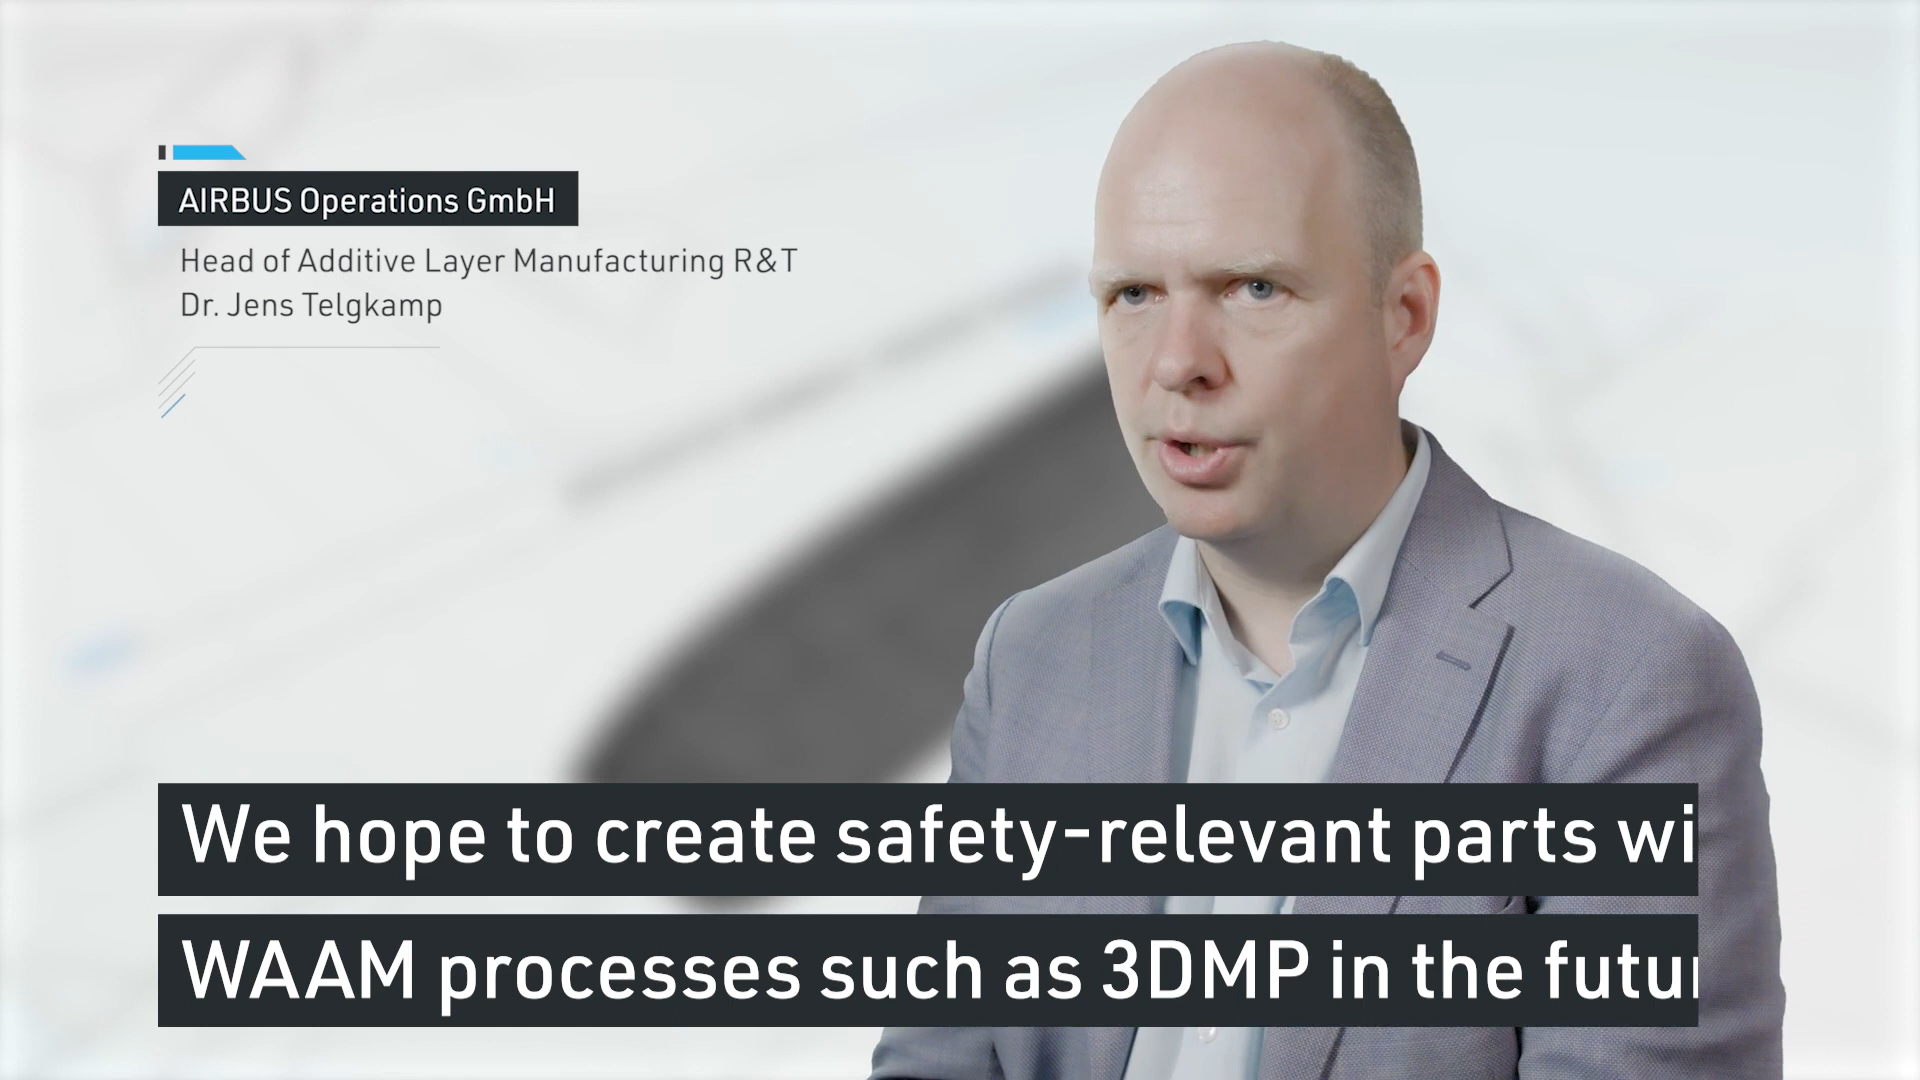 AIRBUS Operations GmbH
Head of Additive Layer Manufacturing R&T
Dr. Jens Telgkamp
We hope to create safety-relevant parts wi
WAAM processes such as 3DMP in the futu